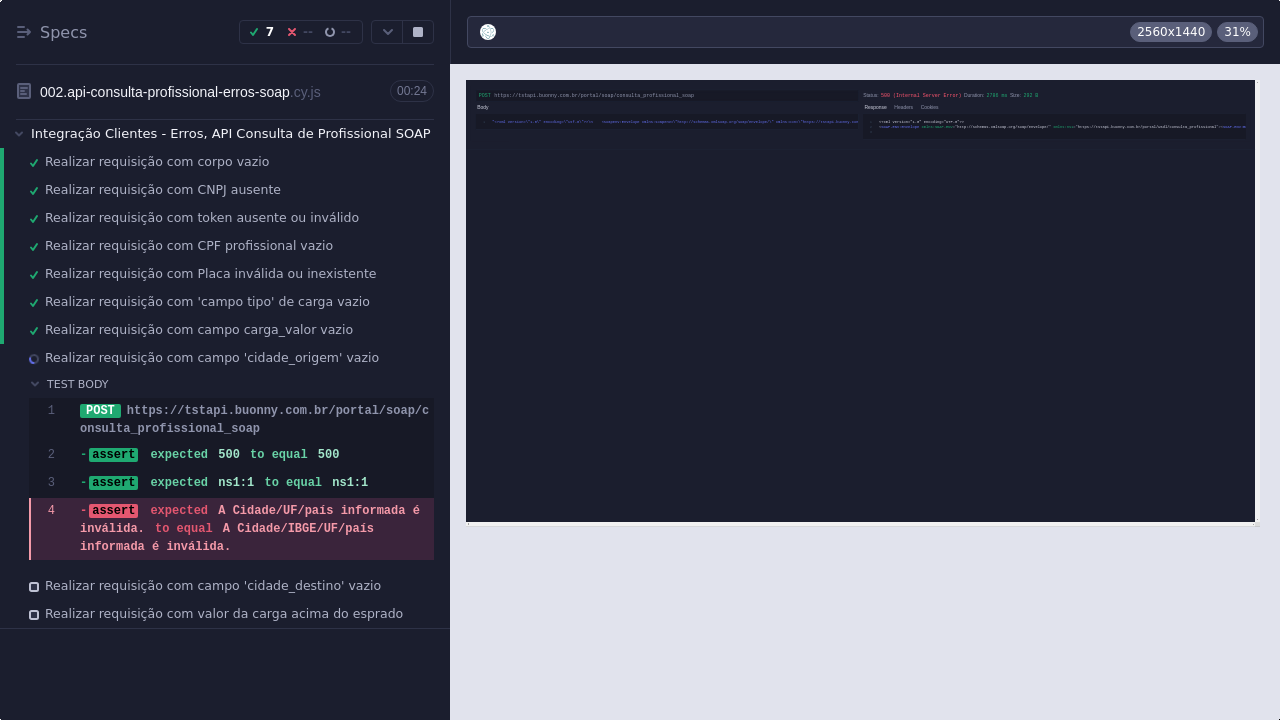 Specs
7
--
--
2560x1440
31%
002.api-consulta-profissional-erros-soap.cy.js
00:24
Integração Clientes - Erros, API Consulta de Profissional SOAP
Realizar requisição com corpo vazio
Realizar requisição com CNPJ ausente
Realizar requisição com token ausente ou inválido
Realizar requisição com CPF profissional vazio
Realizar requisição com Placa inválida ou inexistente
Realizar requisição com 'campo tipo' de carga vazio
Realizar requisição com campo carga_valor vazio
Realizar requisição com campo 'cidade_origem' vazio
TEST BODY
1 POST https://tstapi.buonny.com.br/portal/soap/c
onsulta_profissional_soap
2 -assert expected 500 to equal 500
3 -assert expected ns1:1 to equal ns1:1
4 -assert expected A Cidade/UF/pais informada é
inválida. to equal A Cidade/IBGE/UF/pais
informada é inválida.
Realizar requisição com campo 'cidade_destino' vazio
Realizar requisição com valor da carga acima do esprado
POST https://tstapi.buonny.com.br/portal/soap/consulta_profissional_soap
Body
Status: 500 (Internal Server Error) Duration: Size:
Response Headers Cookies